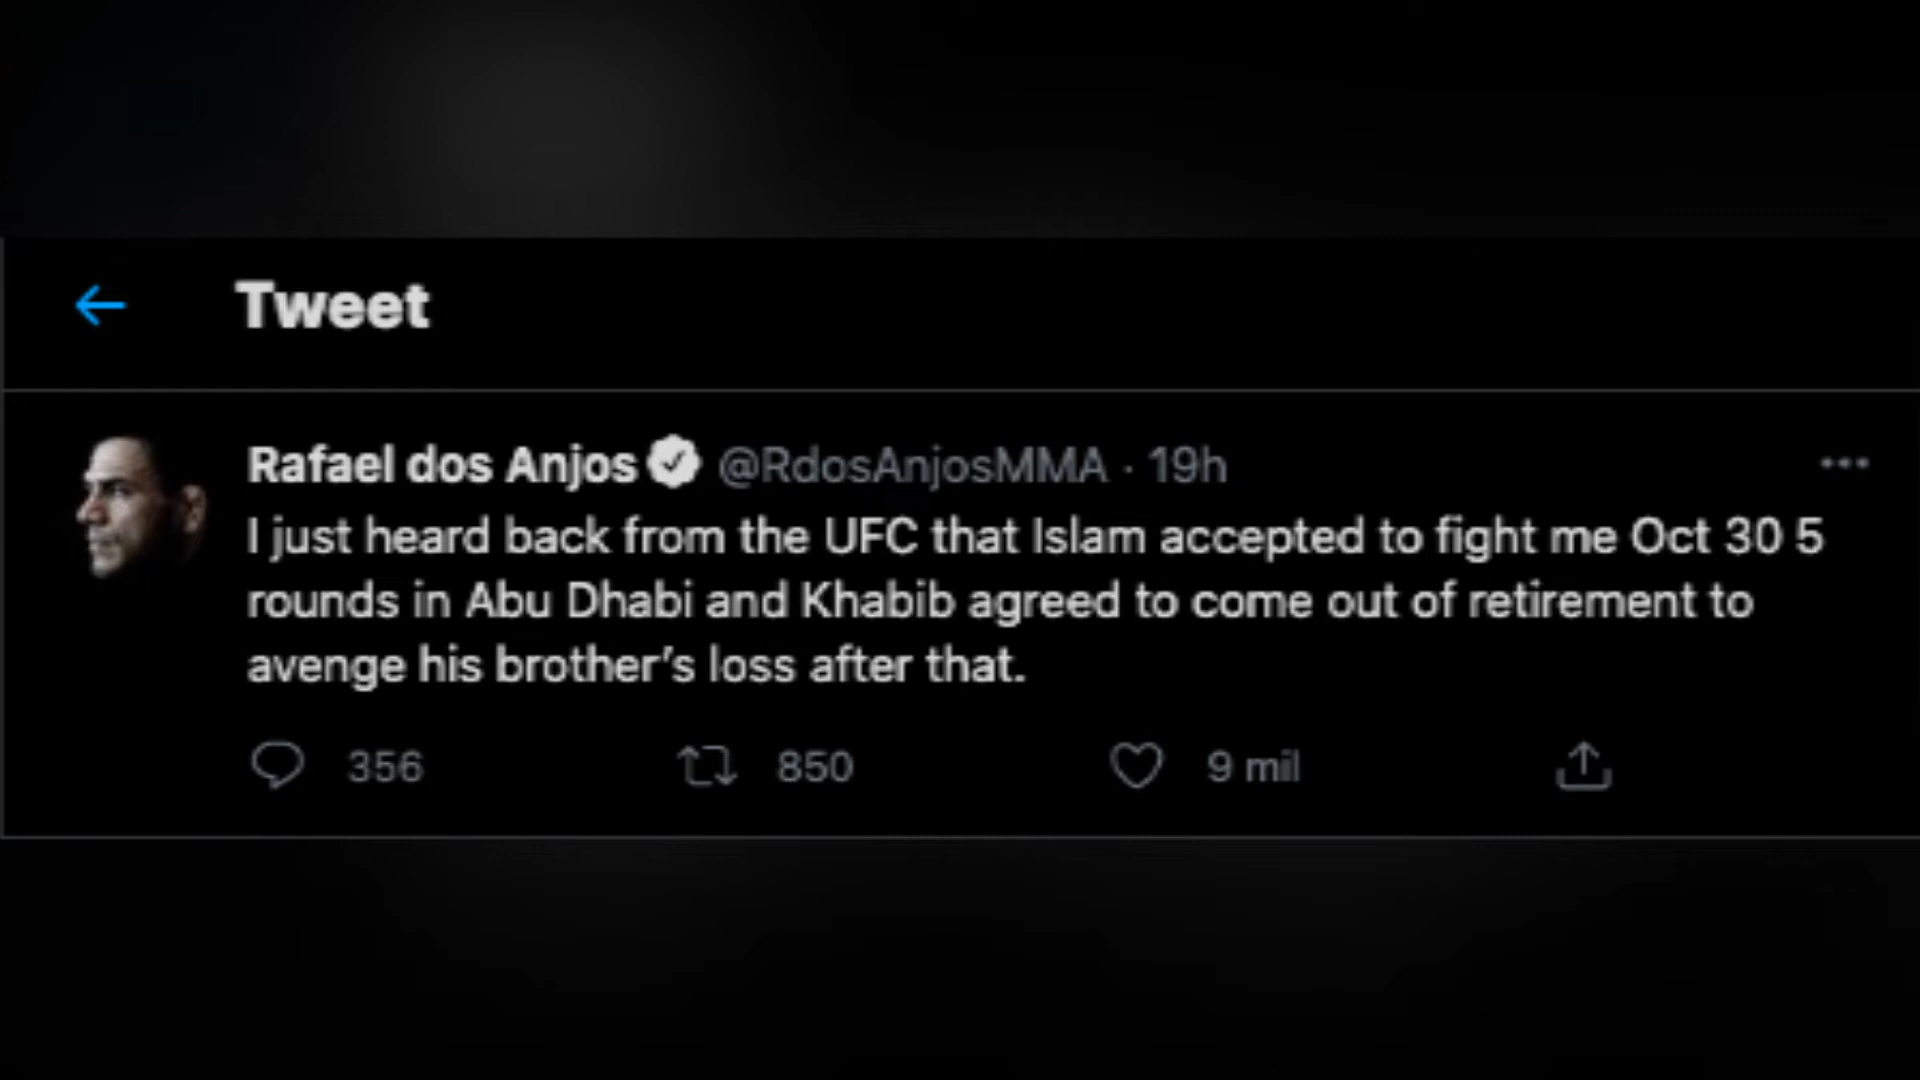 Tweet
Rafael dos Anjos @RdosAnjosMMA · 19h
I just heard back from the UFC that Islam accepted to fight me Oct 30 5
rounds in Abu Dhabi and Khabib agreed to come out of retirement to
avenge his brother’s loss after that.
356 850 9 mil